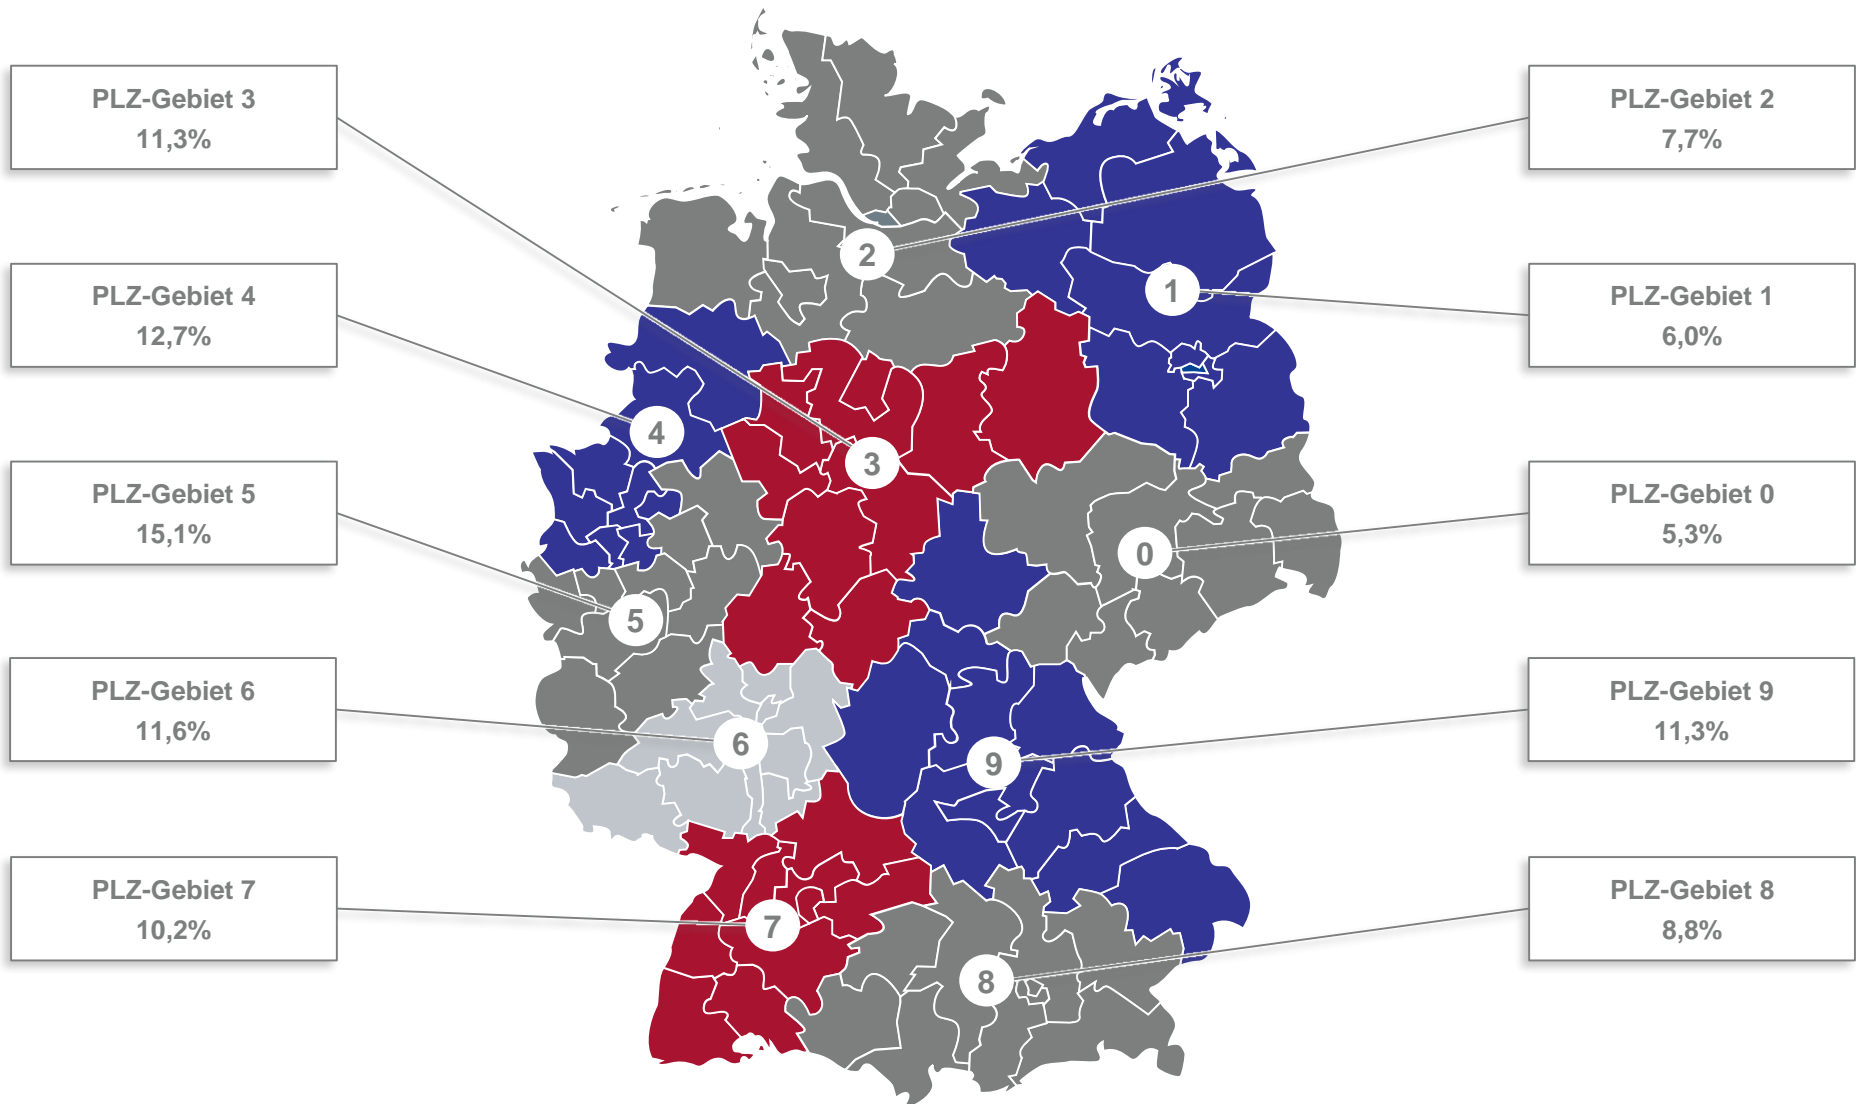 PLZ-Gebiet 3
11,3%
PLZ-Gebiet 4
12,7%
PLZ-Gebiet 5
15,1%
PLZ-Gebiet 6
11,6%
PLZ-Gebiet 7
10,2%
2
1
4
3
0
5
6
9
7
8
PLZ-Gebiet 2
7,7%
PLZ-Gebiet 1
6,0%
PLZ-Gebiet 0
5,3%
PLZ-Gebiet 9
11,3%
PLZ-Gebiet 8
8,8%